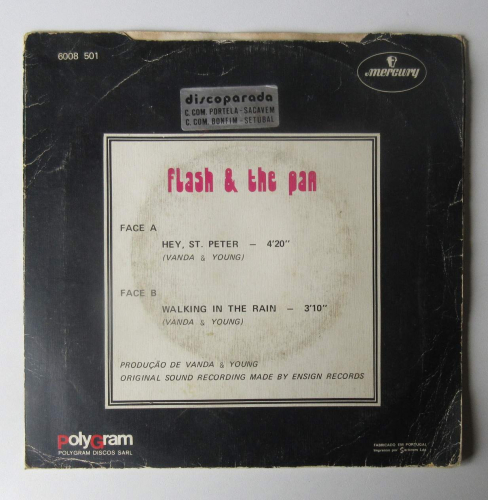 6008 501
mercury
discoparada
C. COM. PORTELA - SACAVEM
C. COM. BONFIM - SETUBAL
flash & the pan
FACE A
HEY, ST. PETER — 4'20"
(VANDA & YOUNG)
FACE B
WALKING IN THE RAIN — 3'10"
(VANDA & YOUNG)
PRODUÇÃO DE VANDA & YOUNG
ORIGINAL SOUND RECORDING MADE BY ENSIGN RECORDS
PolyGram
POLYGRAM DISCOS SARL
FABRICADO EM PORTUGAL
Impresso por